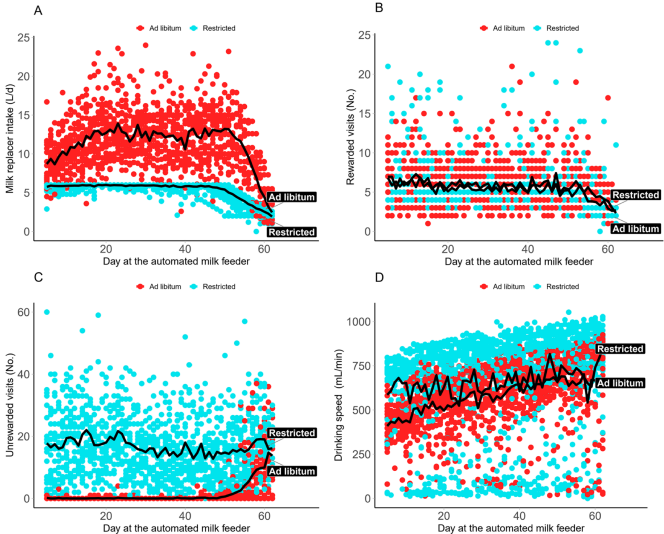 A
Ad libitum Restricted
Milk replacer intake (L/d)
25
20
15
10
5
0
Ad libitum
Restricted
20 40 60
Day at the automated milk feeder
B
Ad libitum Restricted
Rewarded visits (No.)
25
20
15
10
5
0
Restricted
Ad libitum
20 40 60
Day at the automated milk feeder
C
Ad libitum Restricted
Unrewarded visits (No.)
60
40
20
0
Restricted
Ad libitum
20 40 60
Day at the automated milk feeder
D
Ad libitum Restricted
Drinking speed (mL/min)
1000
750
500
250
0
Restricted
Ad libitum
20 40 60
Day at the automated milk feeder